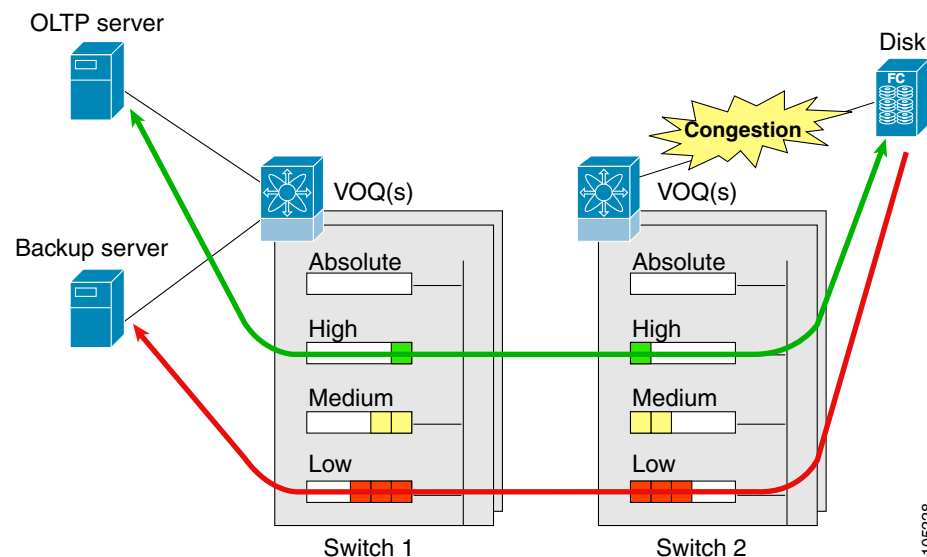 OLTP server
Disk
FC
Congestion
VOQ(s)
VOQ(s)
Backup server
Absolute
Absolute
High
High
Medium
Medium
Low
Low
Switch 1
Switch 2
105228